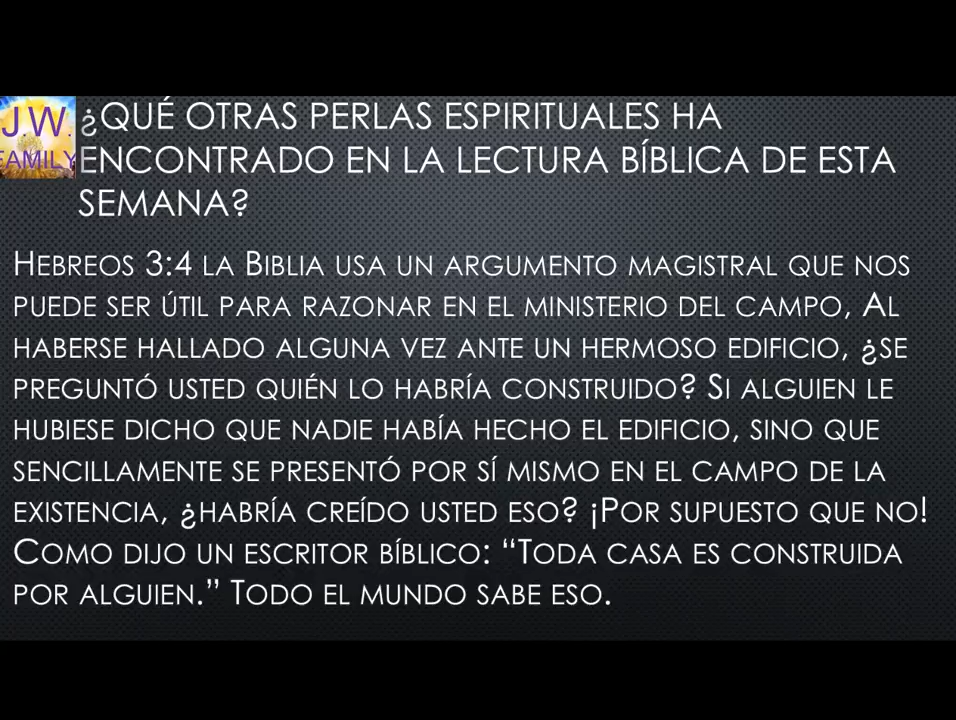 J.W.
FAMILY
¿QUÉ OTRAS PERLAS ESPIRITUALES HA
ENCONTRADO EN LA LECTURA BÍBLICA DE ESTA
SEMANA?
HEBREOS 3:4 LA BIBLIA USA UN ARGUMENTO MAGISTRAL QUE NOS
PUEDE SER ÚTIL PARA RAZONAR EN EL MINISTERIO DEL CAMPO, AL
HABERSE HALLADO ALGUNA VEZ ANTE UN HERMOSO EDIFICIO, ¿SE
PREGUNTÓ USTED QUIÉN LO HABRÍA CONSTRUIDO? SI ALGUIEN LE
HUBIESE DICHO QUE NADIE HABÍA HECHO EL EDIFICIO, SINO QUE
SENCILLAMENTE SE PRESENTÓ POR SÍ MISMO EN EL CAMPO DE LA
EXISTENCIA, ¿HABRÍA CREÍDO USTED ESO? ¡POR SUPUESTO QUE NO!
COMO DIJO UN ESCRITOR BÍBLICO: “TODA CASA ES CONSTRUIDA
POR ALGUIEN.” TODO EL MUNDO SABE ESO.